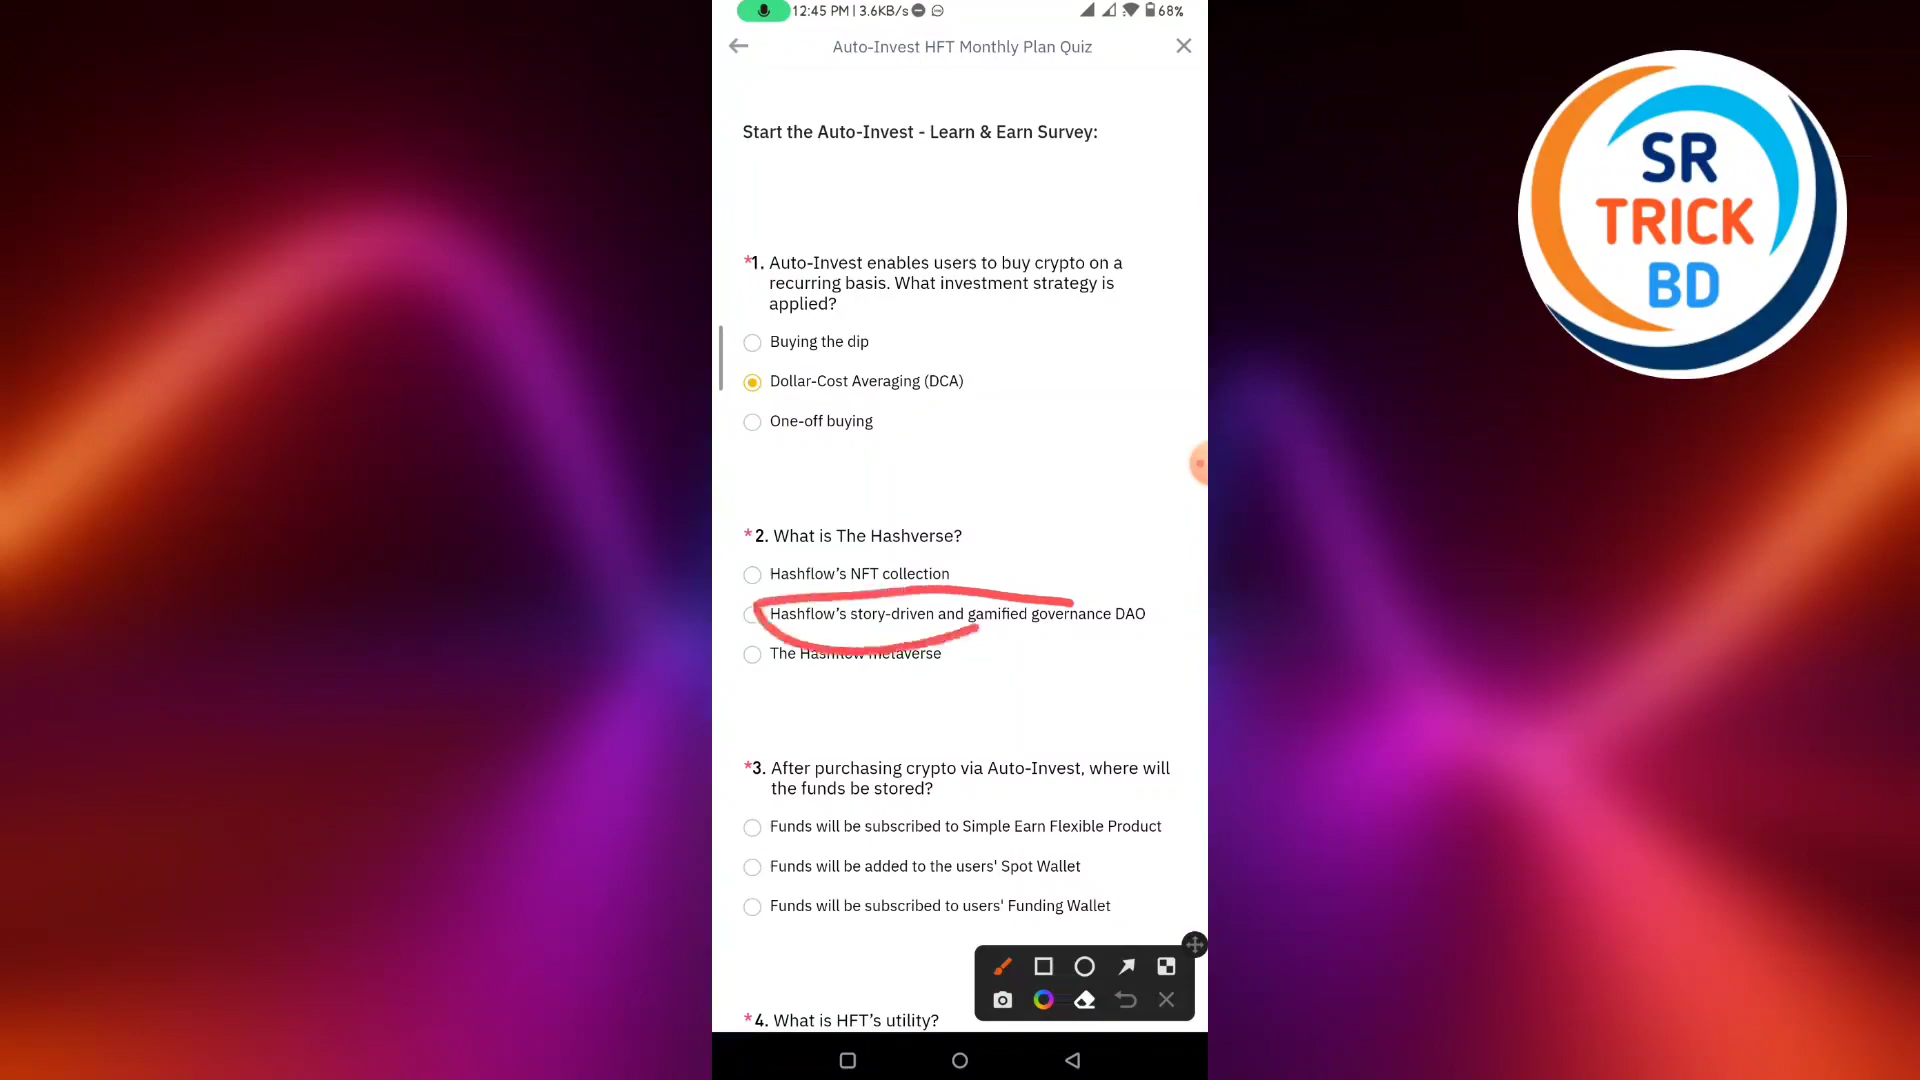 12:45 PM | 3.6KB/s
68%
Auto-Invest HFT Monthly Plan Quiz
SR
TRICK
BD
Start the Auto-Invest - Learn & Earn Survey:
*1. Auto-Invest enables users to buy crypto on a
recurring basis. What investment strategy is
applied?
Buying the dip
Dollar-Cost Averaging (DCA)
One-off buying
*2. What is The Hashverse?
Hashflow’s NFT collection
Hashflow’s story-driven and gamified governance DAO
The Hashflow metaverse
*3. After purchasing crypto via Auto-Invest, where will
the funds be stored?
Funds will be subscribed to Simple Earn Flexible Product
Funds will be added to the users' Spot Wallet
Funds will be subscribed to users' Funding Wallet
*4. What is HFT’s utility?